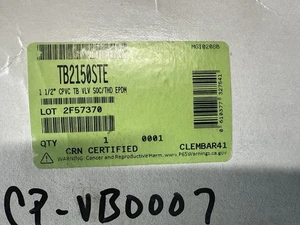 MG1028DB
TB2150STE
1 1/2" CPVC TB VLV SOC/THD EPDM
LOT 2F57370
QTY 1 0001
CRN CERTIFIED CLEMBAR41
WARNING: Cancer and Reproductive Harm. www.P65Warnings.ca.gov
C7-VB0007